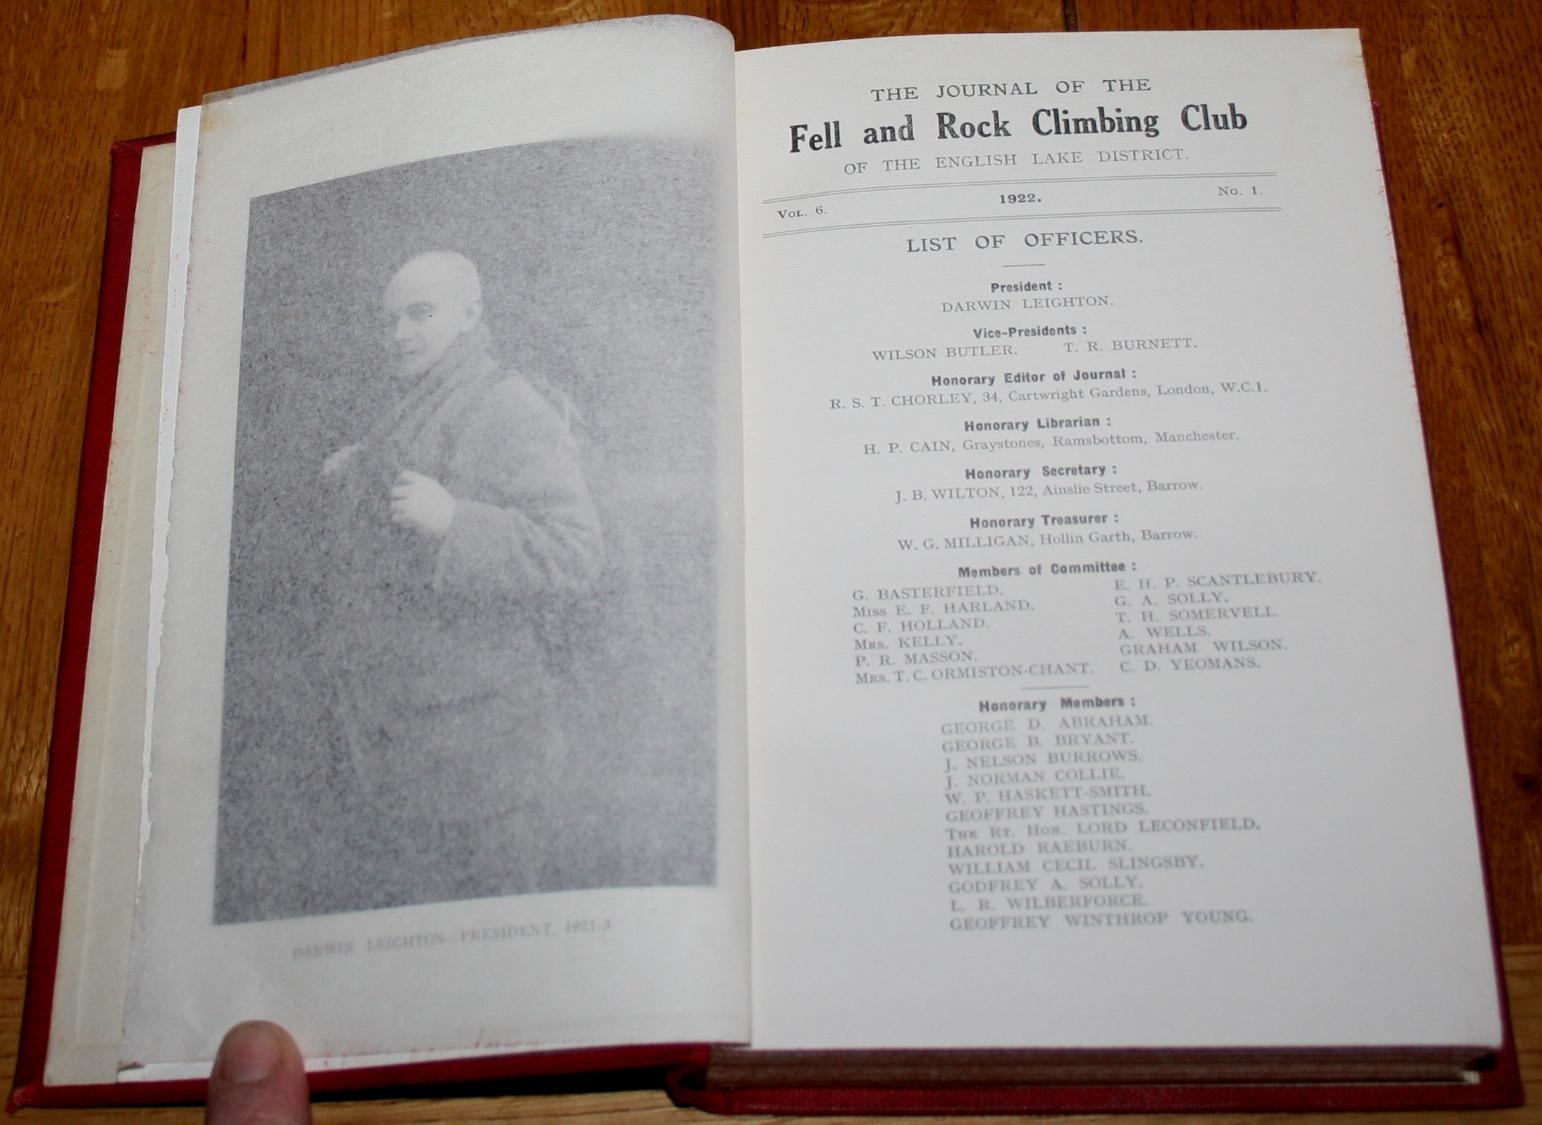 DARWIN LEIGHTON—PRESIDENT, 1921-3
THE JOURNAL OF THE
Fell and Rock Climbing Club
OF THE ENGLISH LAKE DISTRICT.
VOL. 6. 1922. No. 1.
LIST OF OFFICERS.
President :
DARWIN LEIGHTON.
Vice-Presidents :
WILSON BUTLER. T. R. BURNETT.
Honorary Editor of Journal :
R. S. T. CHORLEY, 34, Cartwright Gardens, London, W.C.1.
Honorary Librarian :
H. P. CAIN, Graystones, Ramsbottom, Manchester.
Honorary Secretary :
J. B. WILTON, 122, Ainslie Street, Barrow.
Honorary Treasurer :
W. G. MILLIGAN, Hollin Garth, Barrow.
Members of Committee :
G. BASTERFIELD.
Miss E. F. HARLAND.
C. F. HOLLAND.
Mrs. KELLY.
P. R. MASSON.
Mrs. T. C. ORMISTON-CHANT.
E. H. P. SCANTLEBURY.
G. A. SOLLY.
T. H. SOMERVELL.
A. WELLS.
GRAHAM WILSON.
C. D. YEOMANS.
Honorary Members :
GEORGE D. ABRAHAM.
GEORGE B. BRYANT.
J. NELSON BURROWS.
J. NORMAN COLLIE.
W. P. HASKETT-SMITH.
GEOFFREY HASTINGS.
The Rt. Hon. LORD LECONFIELD.
HAROLD RAEBURN.
WILLIAM CECIL SLINGSBY.
GODFREY A. SOLLY.
L. R. WILBERFORCE.
GEOFFREY WINTHROP YOUNG.